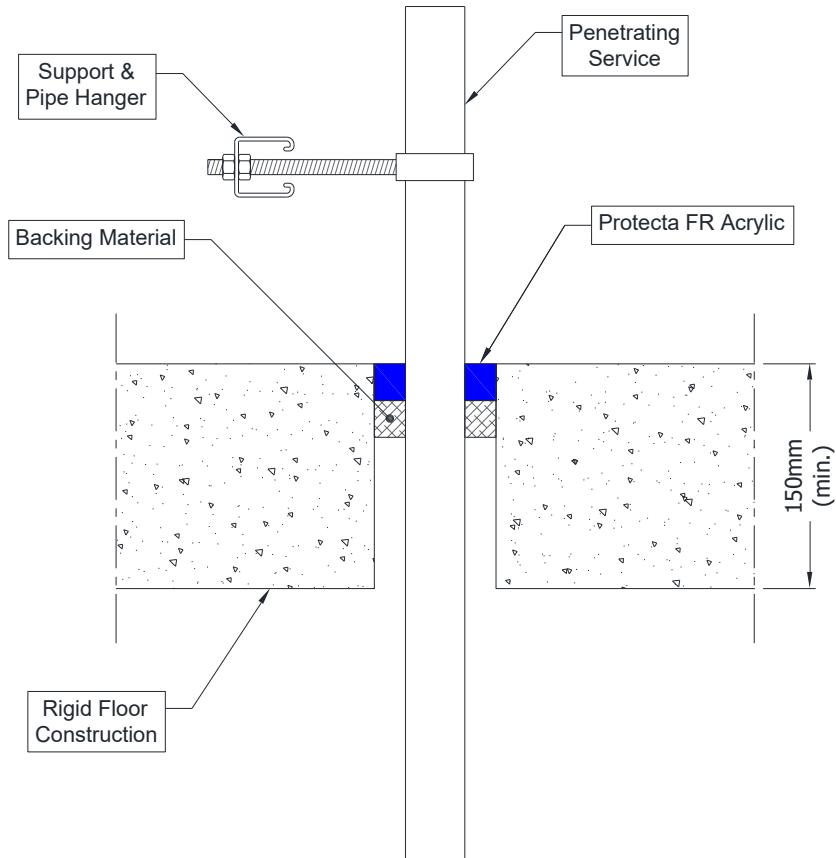 Penetrating
Service
Support &
Pipe Hanger
Backing Material
Protecta FR Acrylic
150mm
(min.)
Rigid Floor
Construction